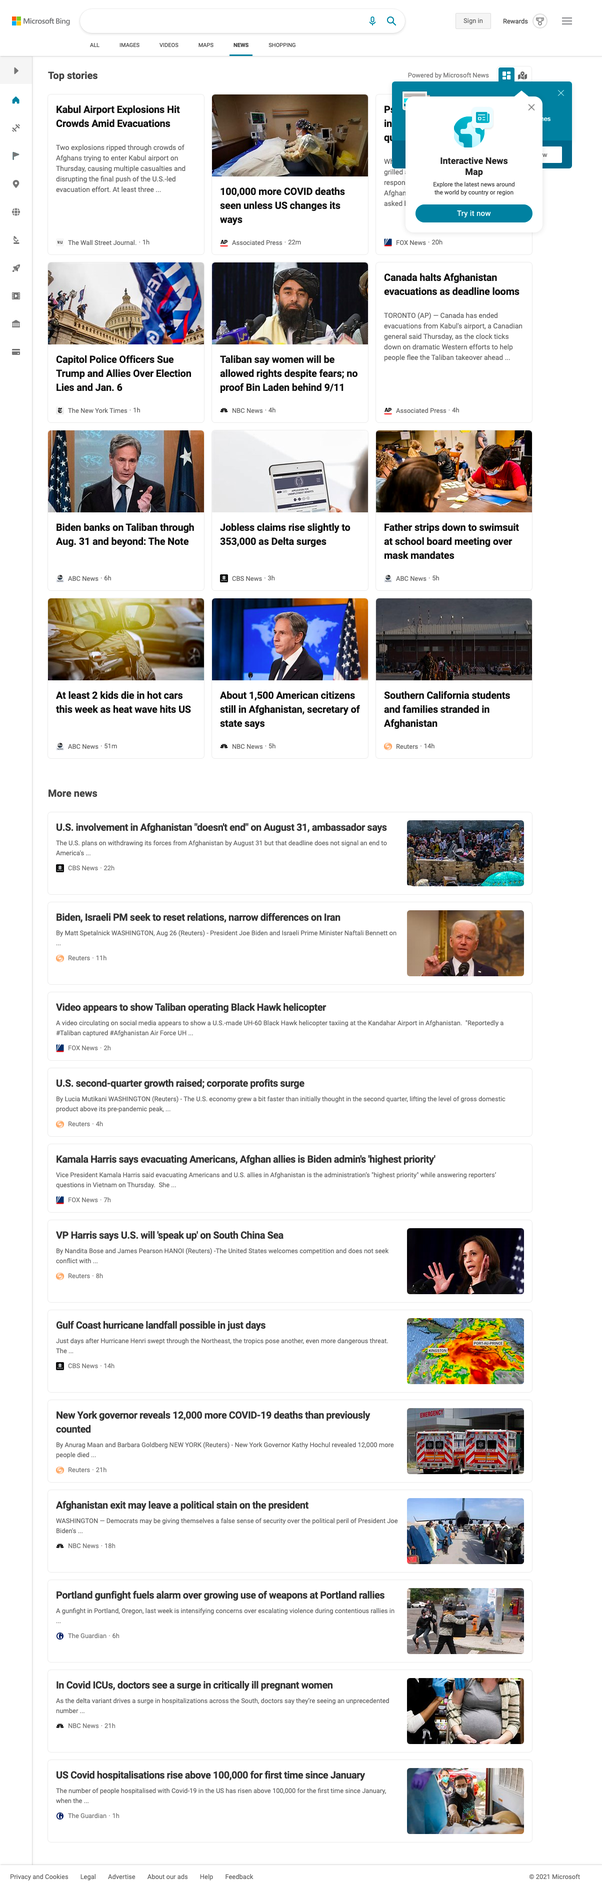 Microsoft Bing
Sign in
Rewards
ALL
IMAGES
VIDEOS
MAPS
NEWS
SHOPPING
Top stories
Powered by Microsoft News
Kabul Airport Explosions Hit
Crowds Amid Evacuations
Two explosions ripped through crowds of
Afghans trying to enter Kabul airport on
Thursday, causing multiple casualties and
disrupting the final push of the U.S.-led
evacuation effort. At least three ...
The Wall Street Journal. · 1h
100,000 more COVID deaths
seen unless US changes its
ways
AP Associated Press · 22m
grilled
respon
Afghan
asked
FOX News · 20h
Interactive News
Map
Explore the latest news around
the world by country or region
Try it now
Capitol Police Officers Sue
Trump and Allies Over Election
Lies and Jan. 6
The New York Times · 1h
Taliban say women will be
allowed rights despite fears; no
proof Bin Laden behind 9/11
NBC News · 4h
Canada halts Afghanistan
evacuations as deadline looms
TORONTO (AP) — Canada has ended
evacuations from Kabul's airport, a Canadian
general said Thursday, as the clock ticks
down on dramatic Western efforts to help
people flee the Taliban takeover ahead ...
AP Associated Press · 4h
Biden banks on Taliban through
Aug. 31 and beyond: The Note
ABC News · 6h
Jobless claims rise slightly to
353,000 as Delta surges
CBS News · 3h
Father strips down to swimsuit
at school board meeting over
mask mandates
ABC News · 5h
At least 2 kids die in hot cars
this week as heat wave hits US
ABC News · 51m
About 1,500 American citizens
still in Afghanistan, secretary of
state says
NBC News · 5h
Southern California students
and families stranded in
Afghanistan
Reuters · 14h
More news
U.S. involvement in Afghanistan "doesn't end" on August 31, ambassador says
The U.S. plans on withdrawing its forces from Afghanistan by August 31 but that deadline does not signal an end to
America's ...
CBS News · 22h
Biden, Israeli PM seek to reset relations, narrow differences on Iran
By Matt Spetalnick WASHINGTON, Aug 26 (Reuters) - President Joe Biden and Israeli Prime Minister Naftali Bennett on
...
Reuters · 11h
Video appears to show Taliban operating Black Hawk helicopter
A video circulating on social media appears to show a U.S.-made UH-60 Black Hawk helicopter taxiing at the Kandahar Airport in Afghanistan. "Reportedly a
#Taliban captured #Afghanistan Air Force UH ...
FOX News · 2h
U.S. second-quarter growth raised; corporate profits surge
By Lucia Mutikani WASHINGTON (Reuters) - The U.S. economy grew a bit faster than initially thought in the second quarter, lifting the level of gross domestic
product above its pre-pandemic peak, ...
Reuters · 4h
Kamala Harris says evacuating Americans, Afghan allies is Biden admin's 'highest priority'
Vice President Kamala Harris said evacuating Americans and U.S. allies in Afghanistan is the administration's "highest priority" while answering reporters'
questions in Vietnam on Thursday. She ...
FOX News · 7h
VP Harris says U.S. will 'speak up' on South China Sea
By Nandita Bose and James Pearson HANOI (Reuters) -The United States welcomes competition and does not seek
conflict with ...
Reuters · 8h
Gulf Coast hurricane landfall possible in just days
Just days after Hurricane Henri swept through the Northeast, the tropics pose another, even more dangerous threat.
The ...
CBS News · 14h
KINGSTON
PORT-AU-PRINCE
New York governor reveals 12,000 more COVID-19 deaths than previously
counted
By Anurag Maan and Barbara Goldberg NEW YORK (Reuters) - New York Governor Kathy Hochul revealed 12,000 more
people died ...
Reuters · 21h
EMERGENCY
Afghanistan exit may leave a political stain on the president
WASHINGTON — Democrats may be giving themselves a false sense of security over the political peril of President Joe
Biden's ...
NBC News · 18h
Portland gunfight fuels alarm over growing use of weapons at Portland rallies
A gunfight in Portland, Oregon, last week is intensifying concerns over escalating violence during contentious rallies in
...
The Guardian · 6h
In Covid ICUs, doctors see a surge in critically ill pregnant women
As the delta variant drives a surge in hospitalizations across the South, doctors say they're seeing an unprecedented
number ...
NBC News · 21h
US Covid hospitalisations rise above 100,000 for first time since January
The number of people hospitalised with Covid-19 in the US has risen above 100,000 for the first time since January,
when the ...
The Guardian · 1h
Privacy and Cookies
Legal
Advertise
About our ads
Help
Feedback
© 2021 Microsoft